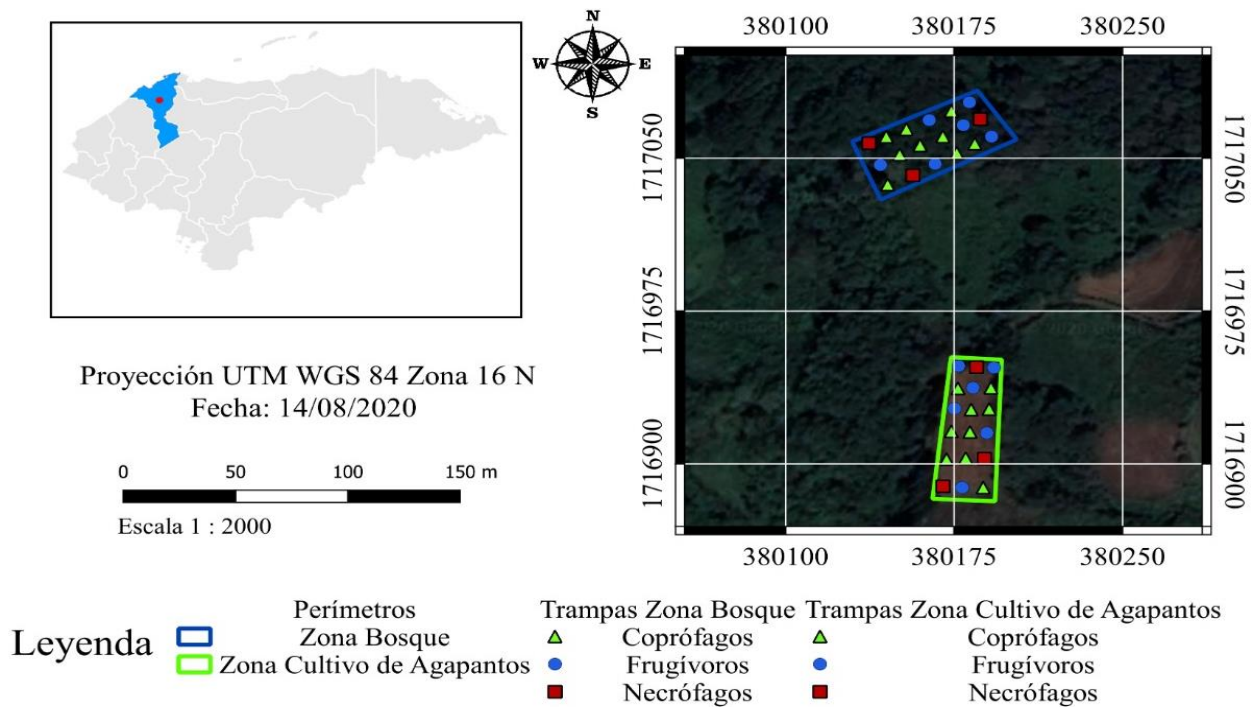 N
W E
S
380100 380175 380250
1717050 1717050
1716975 1716975
1716900 1716900
380100 380175 380250
Proyección UTM WGS 84 Zona 16 N
Fecha: 14/08/2020
0 50 100 150 m
Escala 1 : 2000
Leyenda
Perímetros
Zona Bosque
Zona Cultivo de Agapantos
Trampas Zona Bosque
Coprófagos
Frugívoros
Necrófagos
Trampas Zona Cultivo de Agapantos
Coprófagos
Frugívoros
Necrófagos